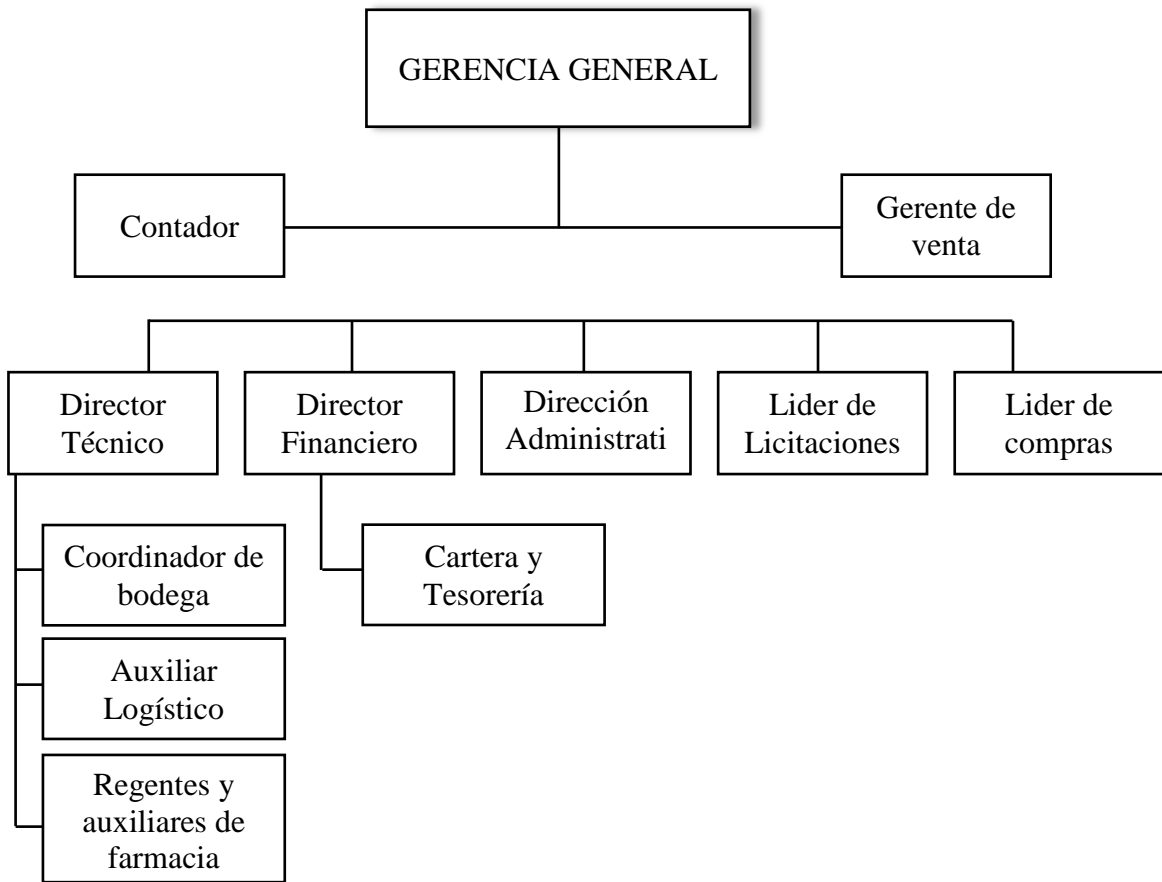 GERENCIA GENERAL
Contador
Gerente de
venta
Director
Técnico
Director
Financiero
Dirección
Administrati
Lider de
Licitaciones
Lider de
compras
Coordinador de
bodega
Cartera y
Tesorería
Auxiliar
Logístico
Regentes y
auxiliares de
farmacia